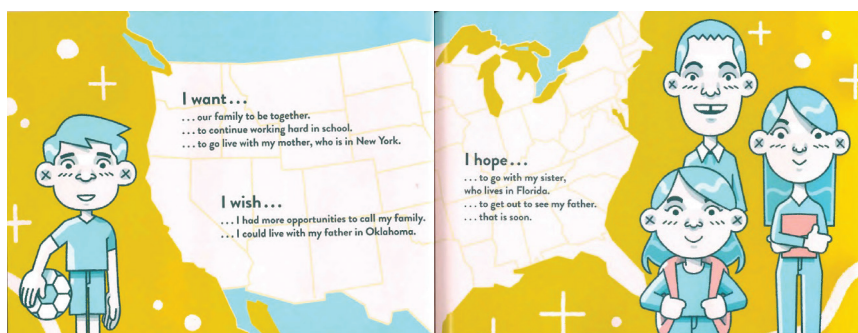 I want...
...our family to be together.
...to continue working hard in school.
...to go live with my mother, who is in New York.
I wish...
...I had more opportunities to call my family.
...I could live with my father in Oklahoma.
I hope...
...to go with my sister,
who lives in Florida.
...to get out to see my father.
...that is soon.